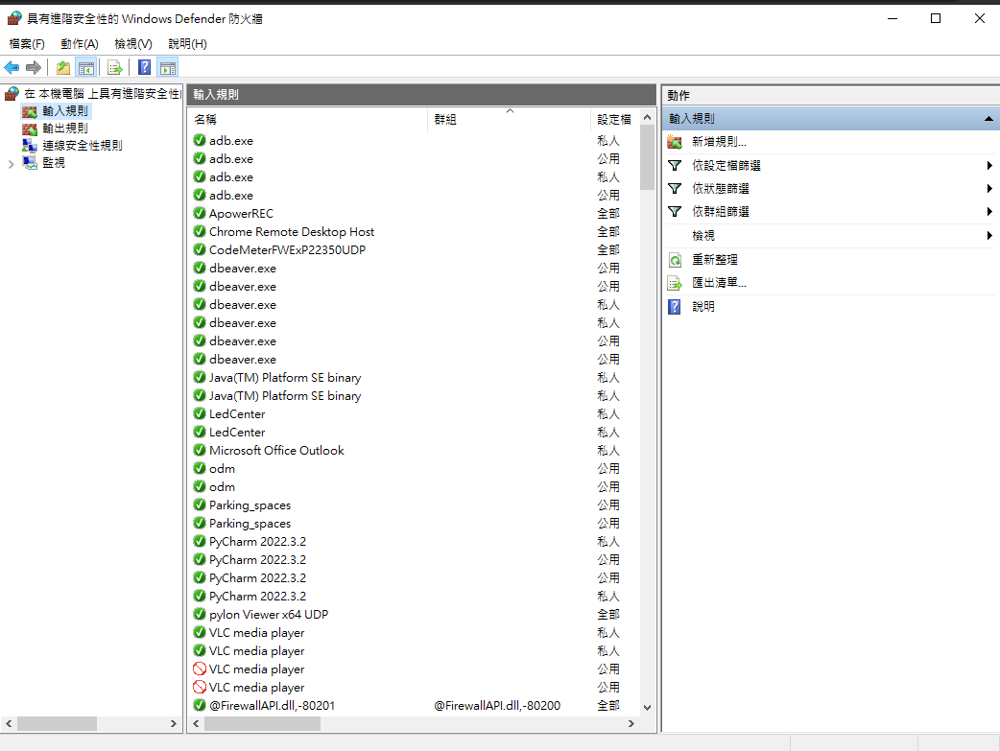 具有進階安全性的 Windows Defender 防火牆
檔案(F) 動作(A) 檢視(V) 說明(H)
在 本機電腦 上具有進階安全性
輸入規則
輸出規則
連線安全性規則
監視
輸入規則
名稱 群組 設定檔
adb.exe 私人
adb.exe 公用
adb.exe 私人
adb.exe 公用
ApowerREC 全部
Chrome Remote Desktop Host 全部
CodeMeterFWExP22350UDP 全部
dbeaver.exe 公用
dbeaver.exe 公用
dbeaver.exe 私人
dbeaver.exe 私人
dbeaver.exe 公用
dbeaver.exe 公用
Java(TM) Platform SE binary 私人
Java(TM) Platform SE binary 私人
LedCenter 私人
LedCenter 私人
Microsoft Office Outlook 私人
odm 公用
odm 公用
Parking_spaces 公用
Parking_spaces 公用
PyCharm 2022.3.2 私人
PyCharm 2022.3.2 公用
PyCharm 2022.3.2 公用
PyCharm 2022.3.2 私人
pylon Viewer x64 UDP 全部
VLC media player 私人
VLC media player 私人
VLC media player 公用
VLC media player 公用
@FirewallAPI.dll,-80201 @FirewallAPI.dll,-80200 全部
動作
輸入規則
新增規則...
依設定檔篩選
依狀態篩選
依群組篩選
檢視
重新整理
匯出清單...
說明